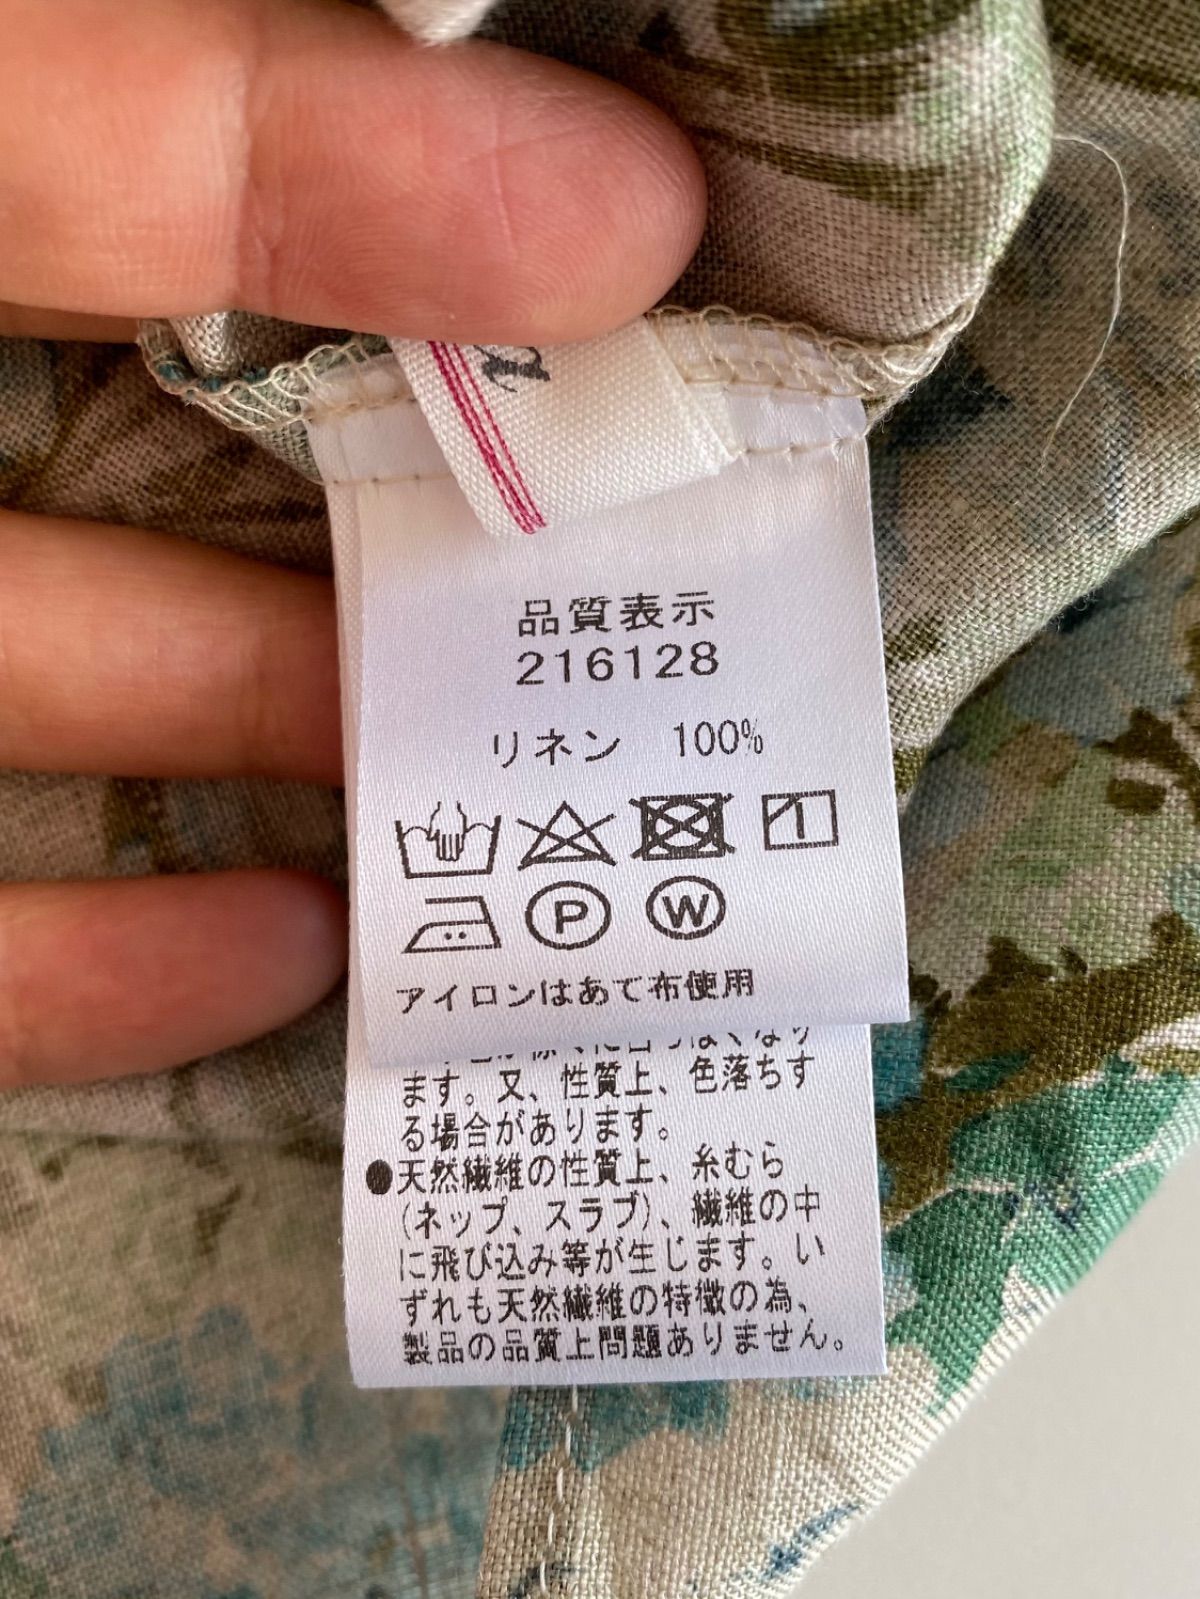 品質表示
216128
リネン 100%
P W
アイロンはあて布使用
ます。又、性質上、色落ちす
る場合があります。
●天然繊維の性質上、糸むら
(ネップ、スラブ)、繊維の中
に飛び込み等が生じます。い
ずれも天然繊維の特徴の為、
製品の品質上問題ありません。